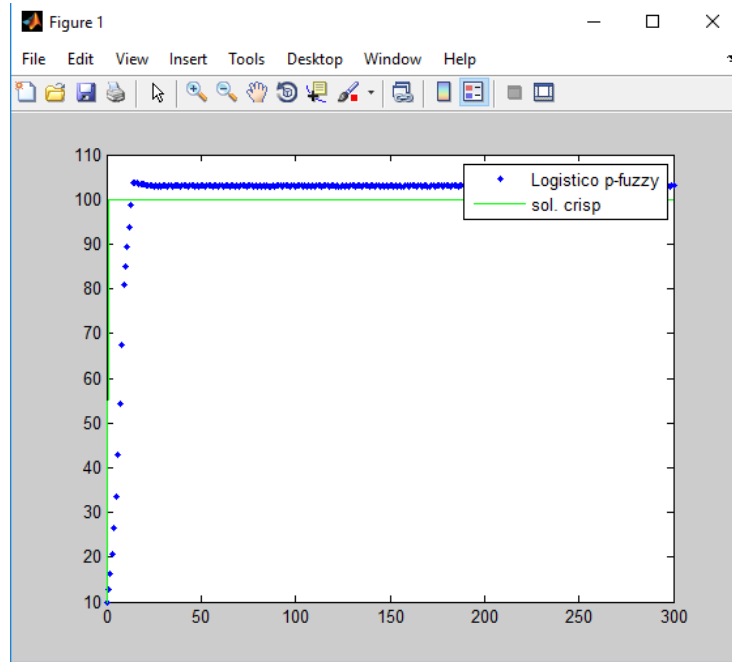 Figure 1
File Edit View Insert Tools Desktop Window Help
110
100
90
80
70
60
50
40
30
20
10
Logistico p-fuzzy
sol. crisp
0 50 100 150 200 250 300